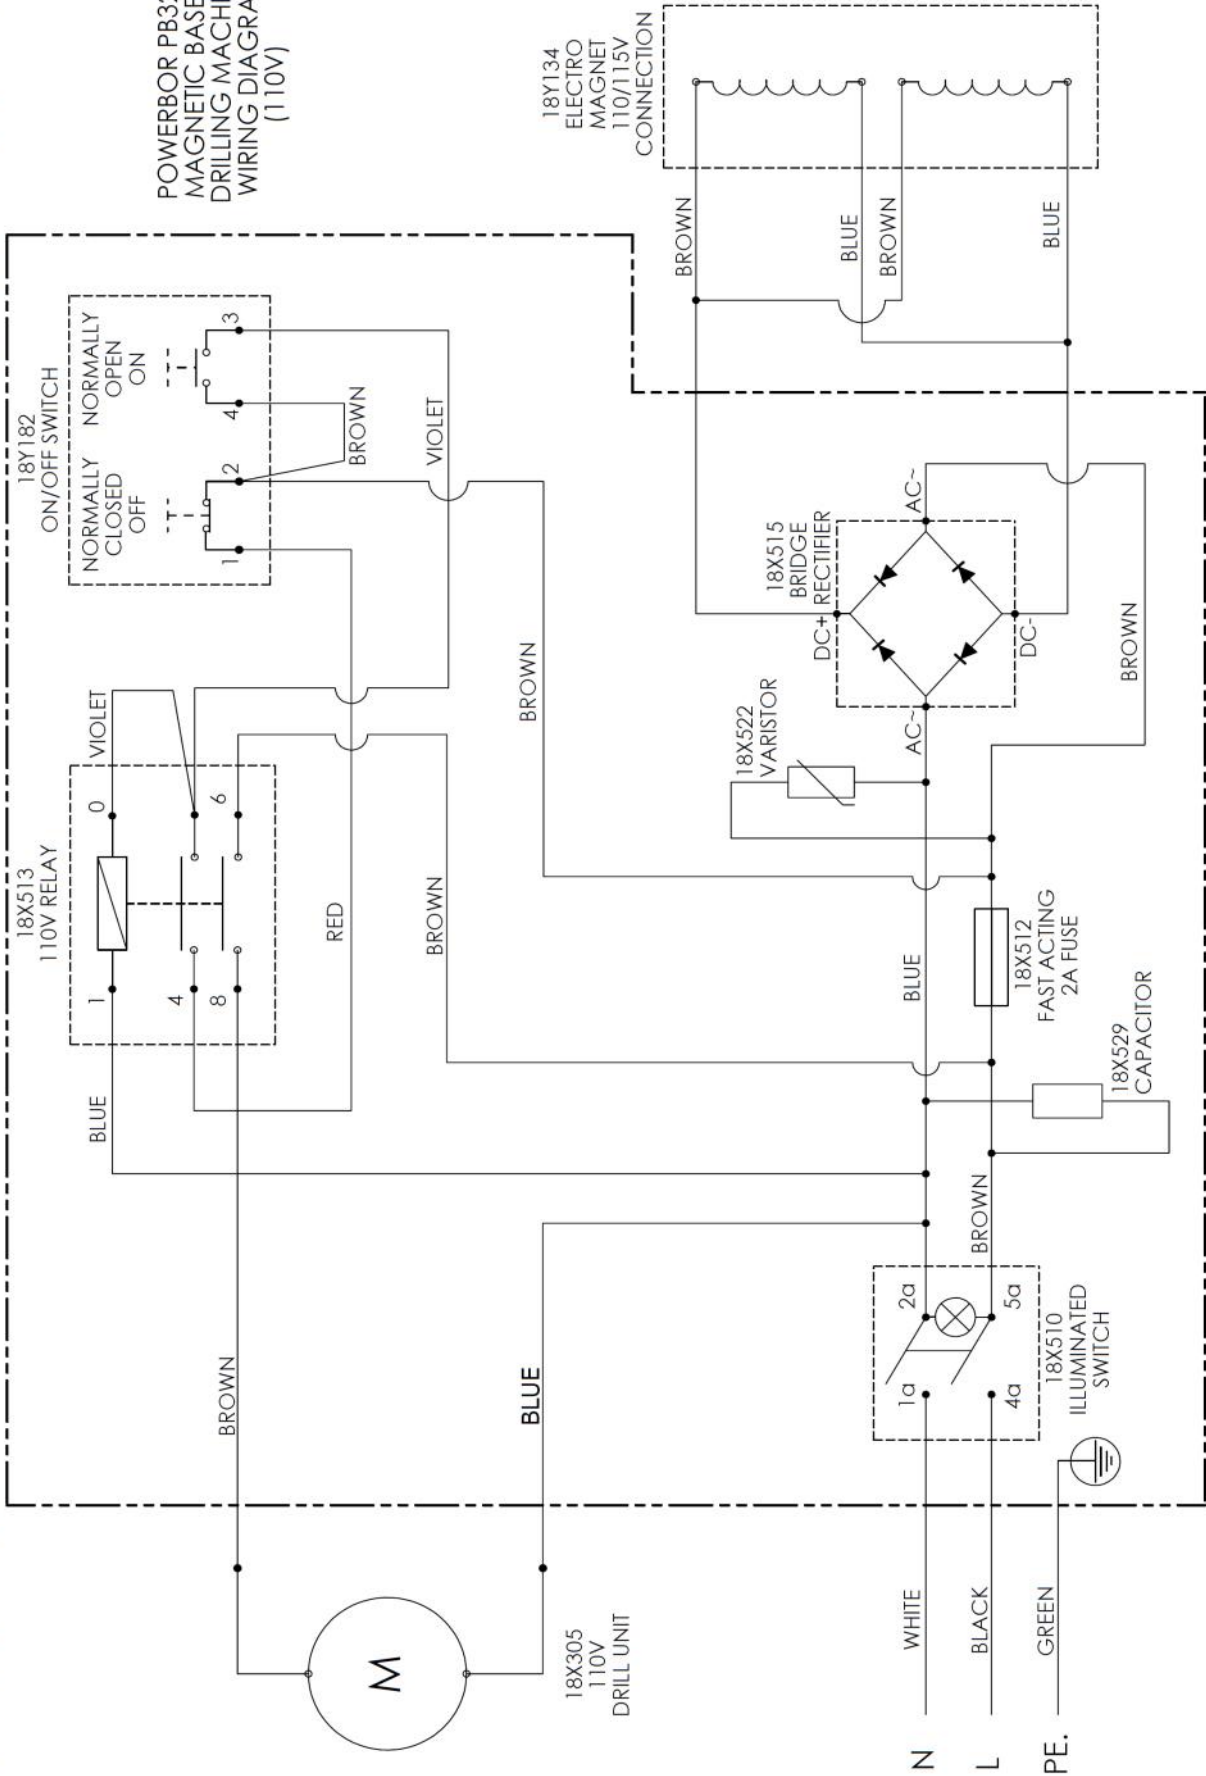 POWERBOR PB32
MAGNETIC BASE
DRILLING
WIRING
(110V)
18Y134
ELECTRO
MAGNET
110/115V
CONNECTION
BROWN
BLUE
BROWN
BLUE
18Y182
ON/OFF SWITCH
NORMALLY
CLOSED
OFF
NORMALLY
OPEN
ON
1
2
4
3
BROWN
VIOLET
18X513
110V RELAY
VIOLET
0
6
1
4
8
RED
BROWN
BROWN
BLUE
18X515
BRIDGE
RECTIFIER
DC+
DC-
AC~
AC~
BROWN
18X522
VARISTOR
BLUE
18X512
FAST ACTING
2A FUSE
18X529
CAPACITOR
BROWN
BROWN
BLUE
2a
5a
1a
4a
18X510
ILLUMINATED
SWITCH
M
18X305
110V
DRILL UNIT
WHITE
BLACK
GREEN
N
L
PE.